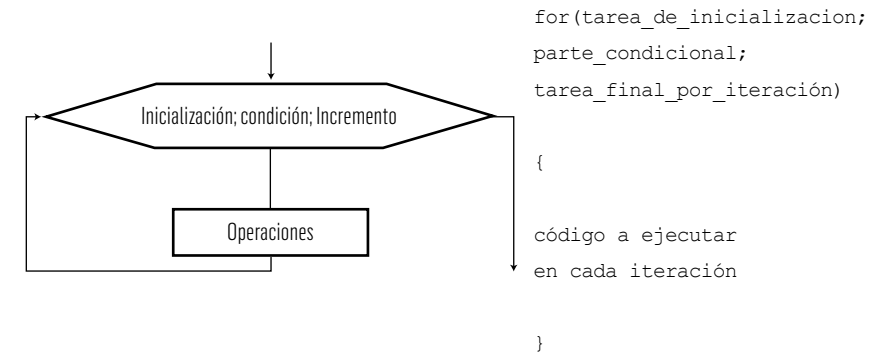 Inicialización; condición; Incremento
Operaciones
for(tarea_de_inicializacion;
parte_condicional;
tarea_final_por_iteración)
{
código a ejecutar
en cada iteración
}